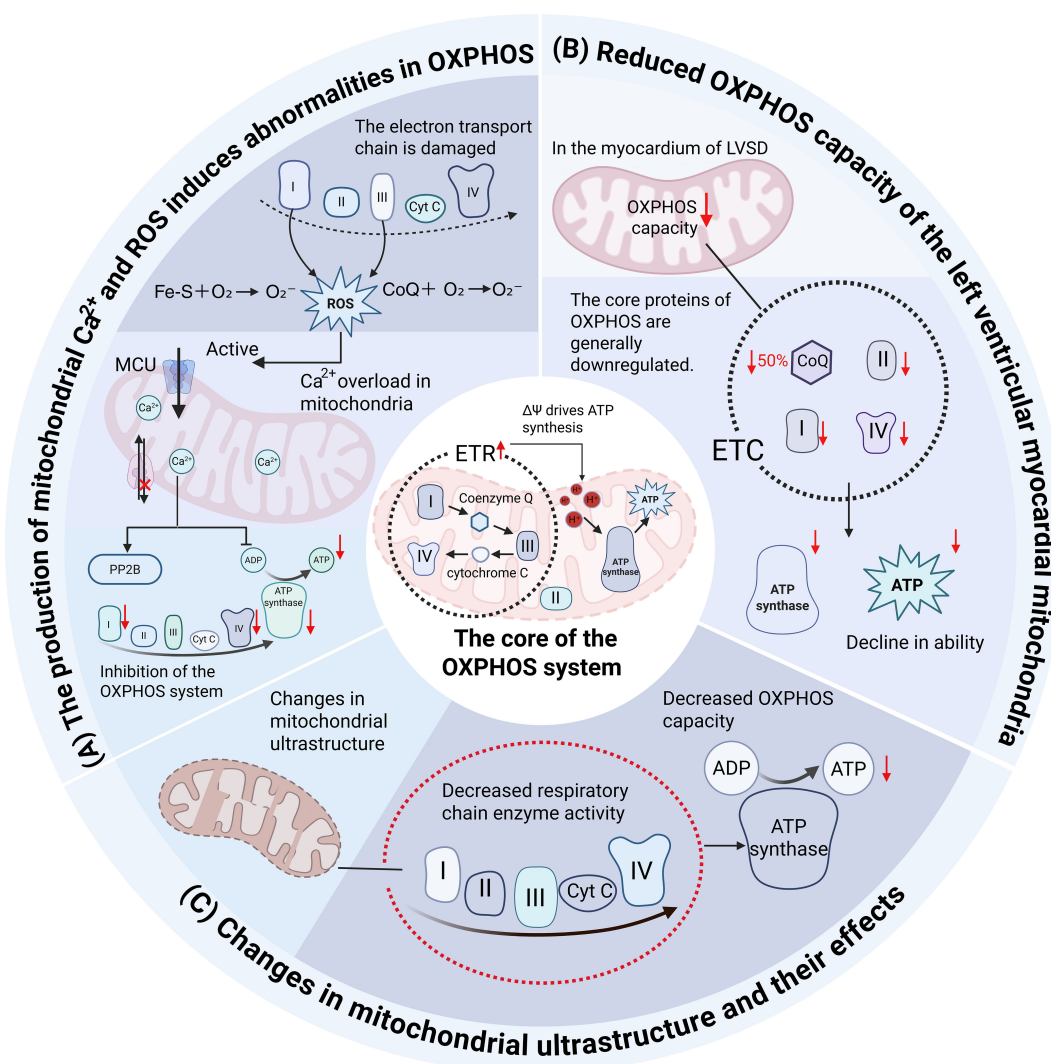 (A) The production of mitochondrial Ca²⁺ and ROS induces abnormalities in OXPHOS
The electron transport
chain is damaged
I
II
III
Cyt C
IV
Fe-S+O₂→ O₂⁻
ROS
CoQ+ O₂→O₂⁻
Active
MCU
Ca²⁺ overload in
mitochondria
Ca²⁺
Ca²⁺
Ca²⁺
PP2B
ADP
ATP
ATP
synthase
I
II
III
Cyt C
IV
Inhibition of the
OXPHOS system
(B) Reduced OXPHOS capacity of the left ventricular myocardial mitochondria
In the myocardium of LVSD
OXPHOS
capacity
The core proteins of
OXPHOS are
generally
downregulated.
50%
CoQ
II
I
IV
ETC
ATP
synthase
ATP
Decline in ability
ΔΨ drives ATP
synthesis
ETR
I
Coenzyme Q
III
IV
cytochrome C
II
H⁺
H⁺
H⁺
H⁺
ATP
synthase
ATP
The core of the
OXPHOS system
Changes in
mitochondrial
ultrastructure
Decreased respiratory
chain enzyme activity
I
II
III
Cyt C
IV
Decreased OXPHOS
capacity
ADP
ATP
ATP
synthase
(C) Changes in mitochondrial ultrastructure and their effects